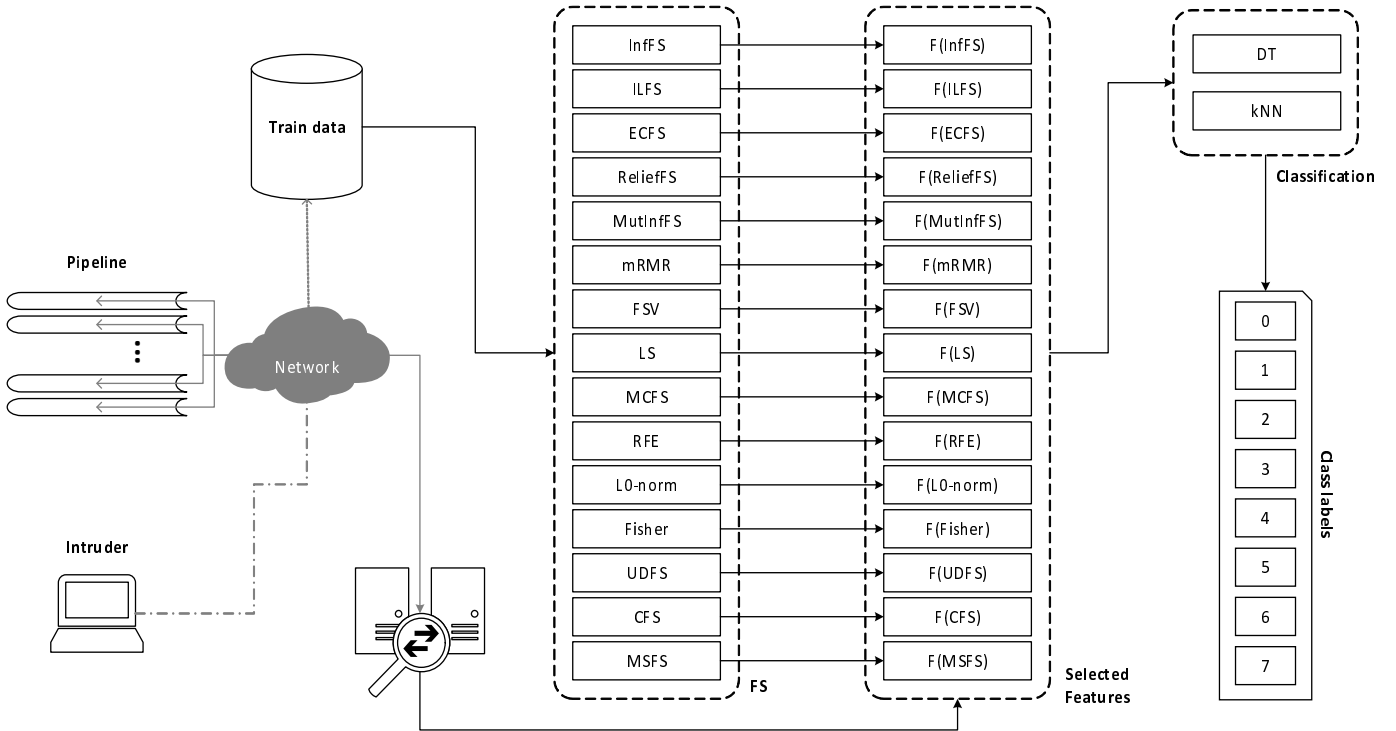 Train data
Pipeline
Network
Intruder
InfFS
ILFS
ECFS
ReliefFS
MutInfFS
mRMR
FSV
LS
MCFS
RFE
L0-norm
Fisher
UDFS
CFS
MSFS
FS
F(InfFS)
F(ILFS)
F(ECFS)
F(ReliefFS)
F(MutInfFS)
F(mRMR)
F(FSV)
F(LS)
F(MCFS)
F(RFE)
F(L0-norm)
F(Fisher)
F(UDFS)
F(CFS)
F(MSFS)
Selected
Features
DT
kNN
Classification
0
1
2
3
4
5
6
7
Class labels